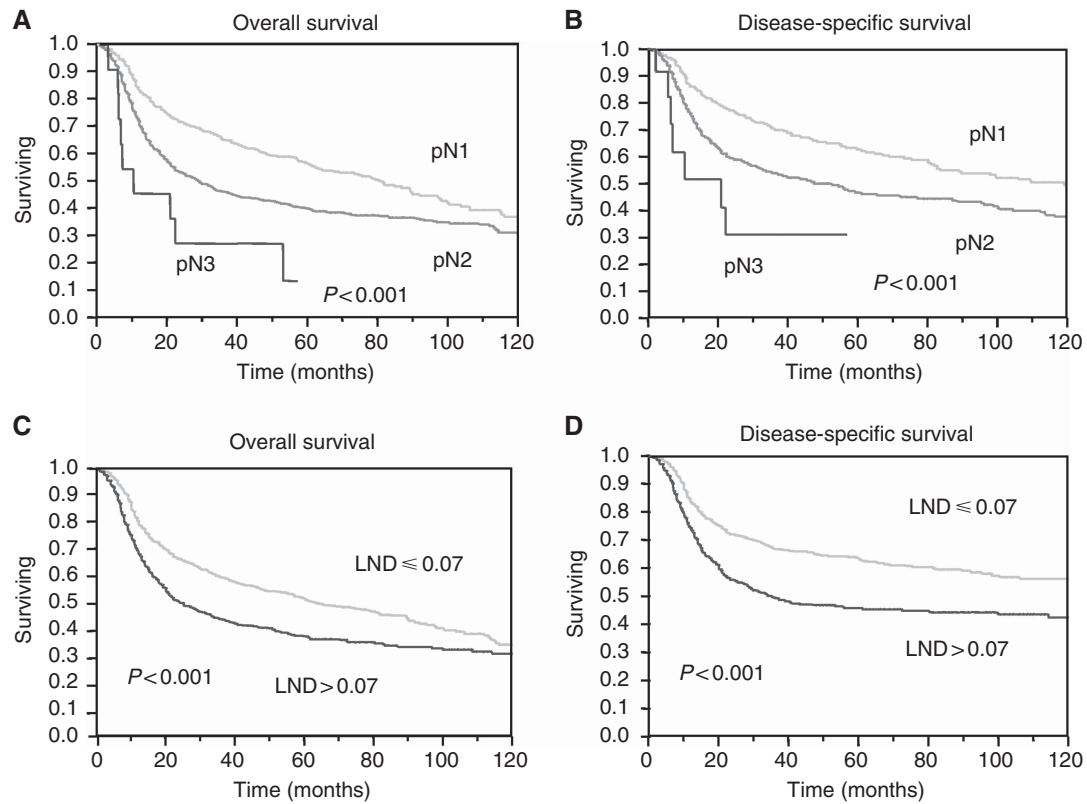 A
Overall survival
1.0
0.9
0.8
0.7
0.6
0.5
0.4
0.3
0.2
0.1
0.0
Surviving
pN1
pN2
pN3
P<0.001
0 20 40 60 80 100 120
Time (months)
B
Disease-specific survival
1.0
0.9
0.8
0.7
0.6
0.5
0.4
0.3
0.2
0.1
0.0
Surviving
pN1
pN2
pN3
P<0.001
0 20 40 60 80 100 120
Time (months)
C
Overall survival
1.0
0.9
0.8
0.7
0.6
0.5
0.4
0.3
0.2
0.1
0.0
Surviving
LND ⩽ 0.07
P<0.001
LND>0.07
0 20 40 60 80 100 120
Time (months)
D
Disease-specific survival
1.0
0.9
0.8
0.7
0.6
0.5
0.4
0.3
0.2
0.1
0.0
Surviving
LND ⩽ 0.07
LND>0.07
P<0.001
0 20 40 60 80 100 120
Time (months)